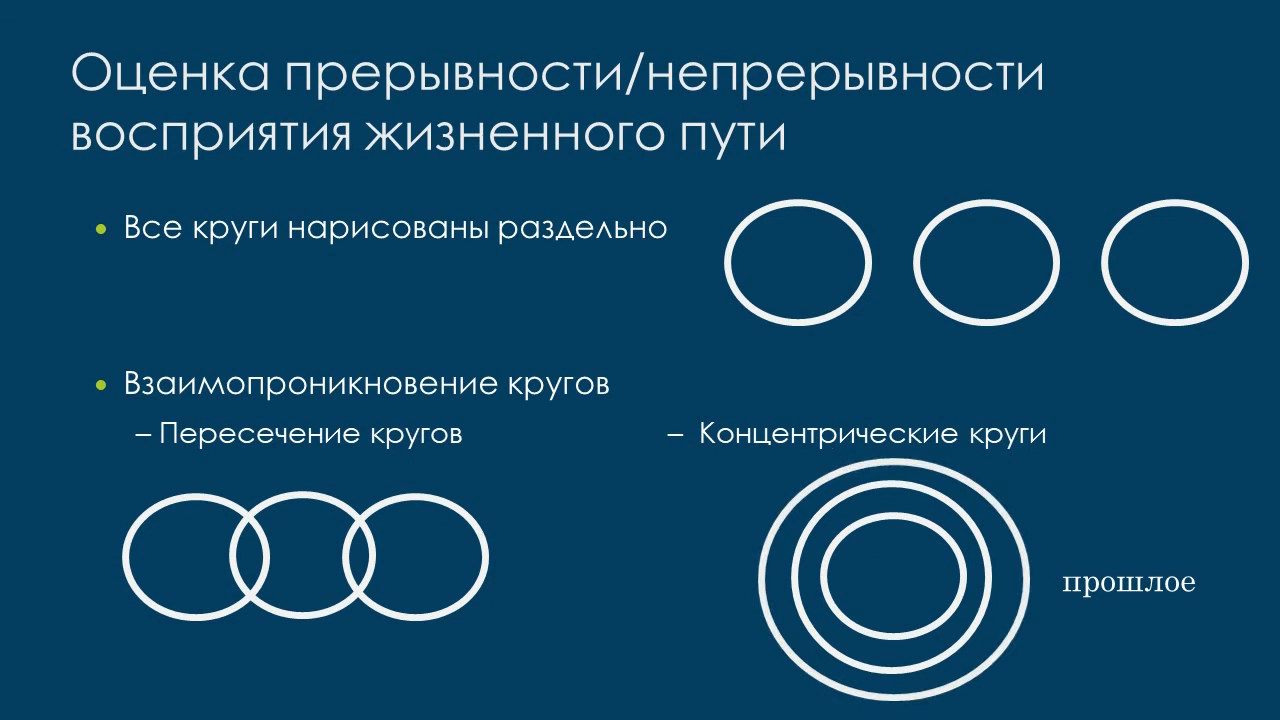 Оценка прерывности/непрерывности
восприятия жизненного пути
• Все круги нарисованы раздельно
• Взаимопроникновение кругов
– Пересечение кругов
– Концентрические круги
прошлое